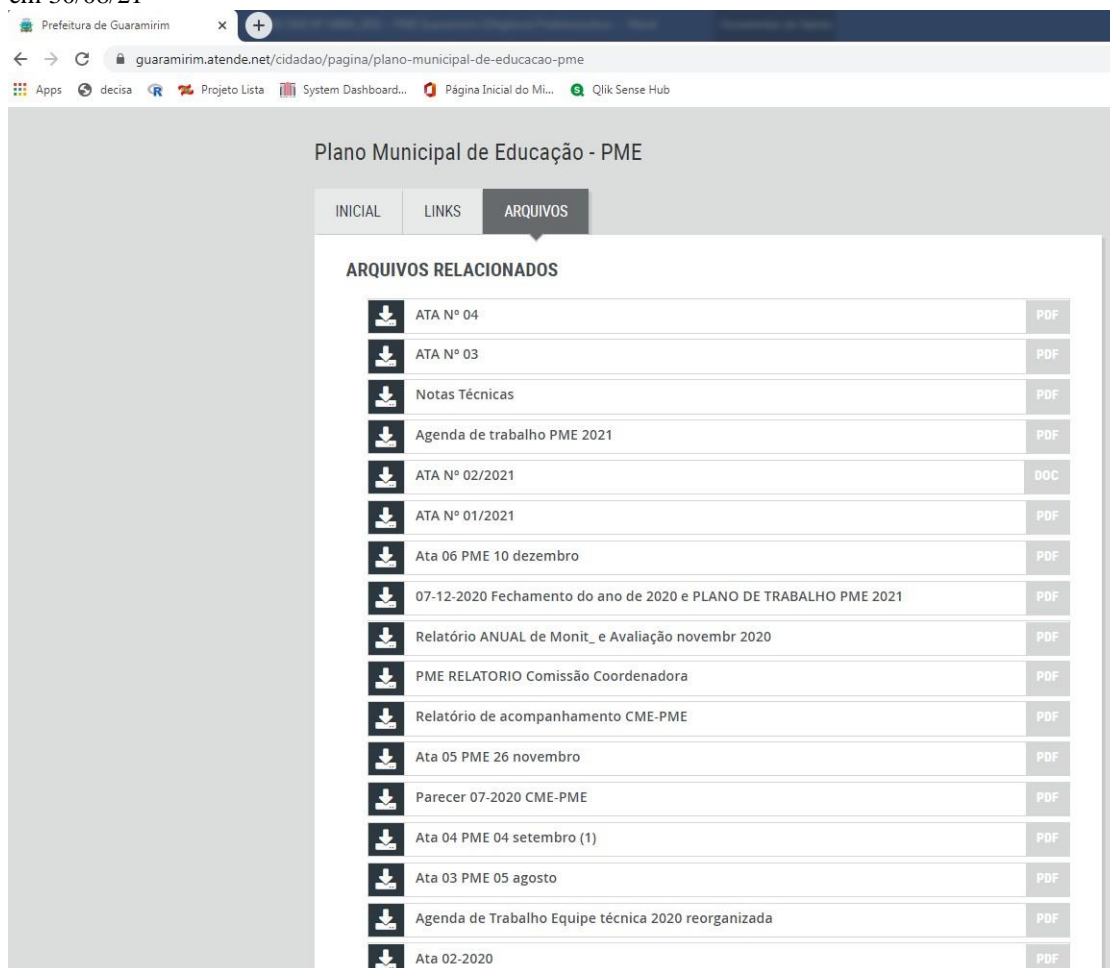 em 30/08/21
Prefeitura de Guaramirim
guaramirim.atende.net/cidadao/pagina/plano-municipal-de-educacao-pme
Apps decisa Projeto Lista System Dashboard... Página Inicial do Mi... Qlik Sense Hub
Plano Municipal de Educação - PME
INICIAL LINKS ARQUIVOS
ARQUIVOS RELACIONADOS
ATA Nº 04 PDF
ATA Nº 03 PDF
Notas Técnicas PDF
Agenda de trabalho PME 2021 PDF
ATA Nº 02/2021 DOC
ATA Nº 01/2021 PDF
Ata 06 PME 10 dezembro PDF
07-12-2020 Fechamento do ano de 2020 e PLANO DE TRABALHO PME 2021 PDF
Relatório ANUAL de Monit_ e Avaliação novembr 2020 PDF
PME RELATORIO Comissão Coordenadora PDF
Relatório de acompanhamento CME-PME PDF
Ata 05 PME 26 novembro PDF
Parecer 07-2020 CME-PME PDF
Ata 04 PME 04 setembro (1) PDF
Ata 03 PME 05 agosto PDF
Agenda de Trabalho Equipe técnica 2020 reorganizada PDF
Ata 02-2020 PDF